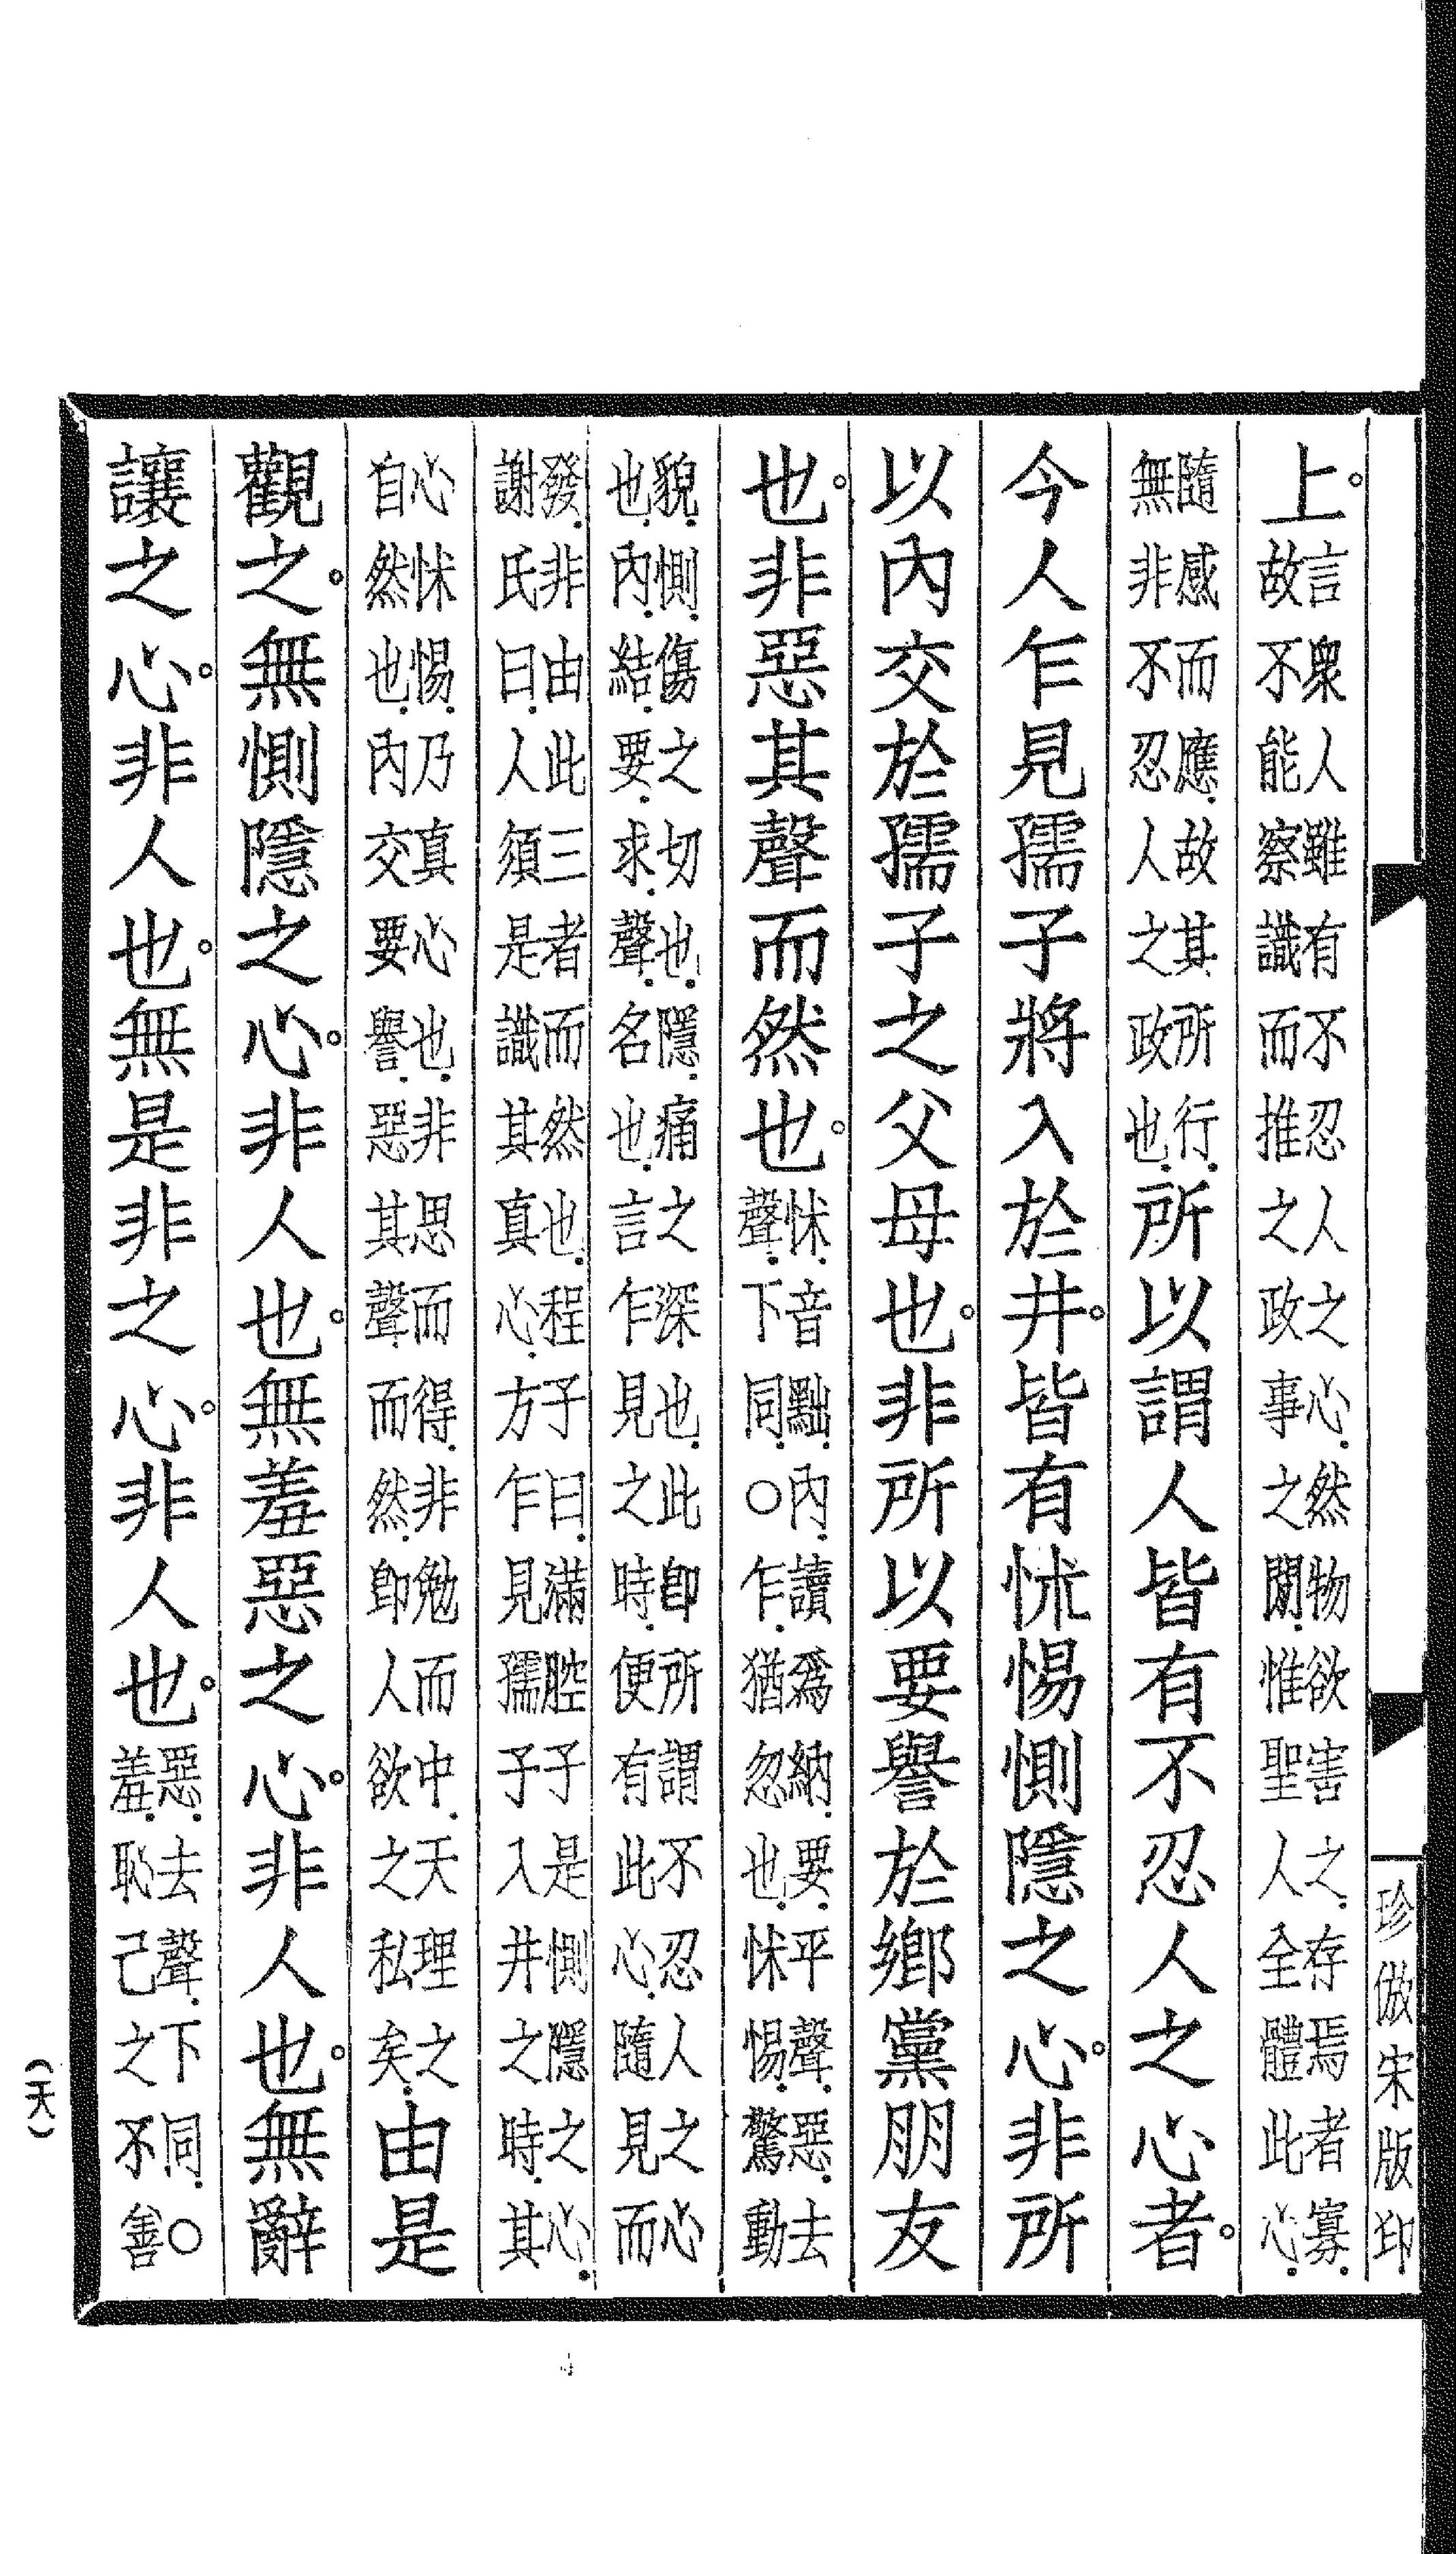 珍倣宋版印
上。言衆人雖有不忍人之心.然物欲害之.存焉者寡.故不能察識而推之政事之閒.惟聖人全體此心.
隨感而應.故其所行.無非不忍人之政也.所以謂人皆有不忍人之心者。
今人乍見孺子將入於井。皆有怵惕惻隱之心。非所
以內交於孺子之父母也。非所以要譽於鄉黨朋友
也。非惡其聲而然也。怵.音黜.內.讀爲納.要.平聲.惡.去聲.下同.○乍.猶忽也.怵惕.驚動
貌.惻.傷之切也.隱.痛之深也.此卽所謂不忍人之心也.內.結.要.求.聲.名也.言乍見之時.便有此心.隨見而
發.非由此三者而然也.程子曰.滿腔子是惻隱之心.謝氏曰.人須是識其真心.方乍見孺子入井之時.其
心怵惕.乃真心也.非思而得.非勉而中.天理之自然也.內交要譽.惡其聲而然.卽人欲之私矣.由是
觀之。無惻隱之心。非人也。無羞惡之心。非人也。無辭
讓之心。非人也。無是非之心。非人也。惡.去聲.下同.○羞.恥己之不善
(天)